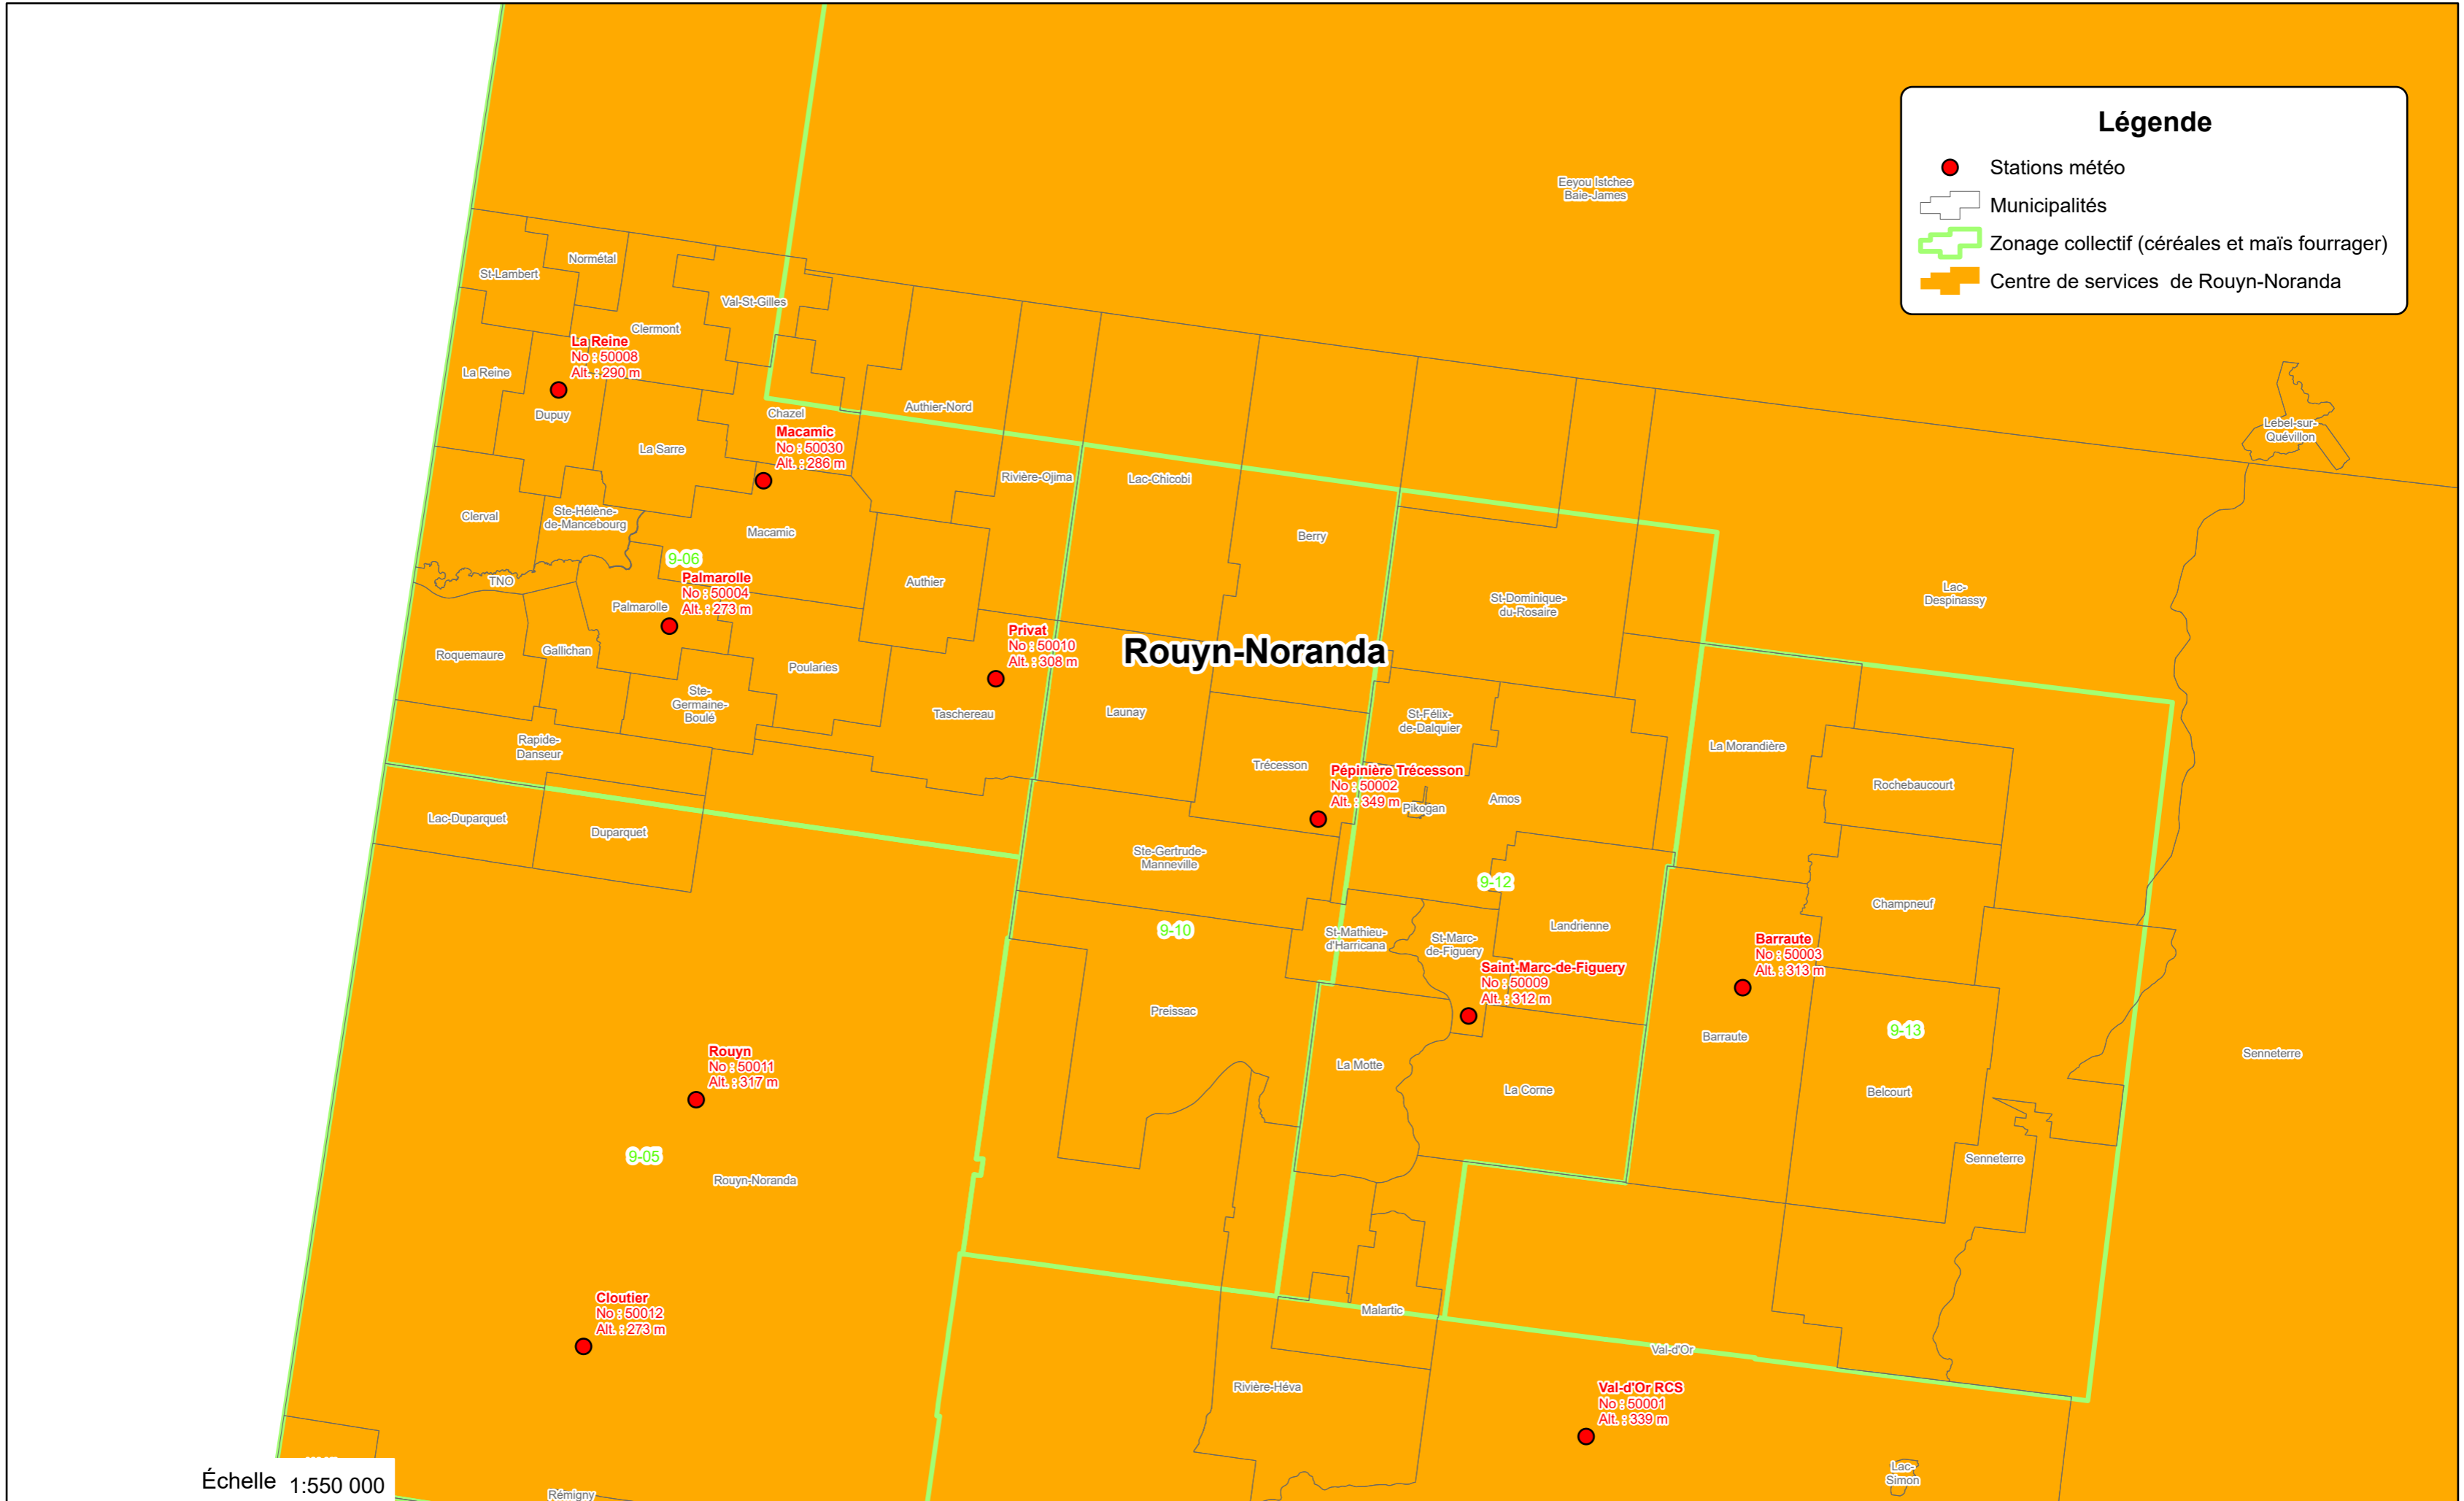 Légende
Stations météo
Municipalités
Zonage collectif (céréales et maïs fourrager)
Centre de services de Rouyn-Noranda
Eeyou Istchee
Baie-James
Normétal
St-Lambert
Val-St-Gilles
Clermont
La Reine
No : 50008
Alt. : 290 m
La Reine
Dupuy
Chazel
Authier-Nord
Lebel-sur-
Quévillon
Macamic
No : 50030
Alt. : 286 m
La Sarre
Rivière-Ojima
Lac-Chicobi
Clerval
Ste-Hélène-
de-Mancebourg
Macamic
Berry
9-06
TNO
Palmarolle
No : 50004
Alt. : 273 m
Palmarolle
Authier
Lac-
Despinassy
St-Dominique-
du-Rosaire
Privat
No : 50010
Alt. : 308 m
Rouyn-Noranda
Roquemaure
Gallichan
Poularies
Ste-
Germaine-
Boulé
Taschereau
Launay
St-Félix-
de-Dalquier
La Morandière
Rapide-
Danseur
Trécesson
Pépinière Trécesson
No : 50002
Alt. : 349 m
Pikogan
Amos
Rochebaucourt
Lac-Duparquet
Duparquet
Ste-Gertrude-
Manneville
9-12
Champneuf
9-10
St-Mathieu-
d'Harricana
St-Marc-
de-Figuery
Landrienne
Barraute
No : 50003
Alt. : 313 m
Saint-Marc-de-Figuery
No : 50009
Alt. : 312 m
Preissac
9-13
Barraute
Senneterre
Rouyn
No : 50011
Alt. : 317 m
La Motte
La Corne
Belcourt
9-05
Rouyn-Noranda
Senneterre
Cloutier
No : 50012
Alt. : 273 m
Malartic
Val-d'Or
Rivière-Héva
Val-d'Or RCS
No : 50001
Alt. : 339 m
Lac-
Simon
Échelle 1:550 000
Rémigny